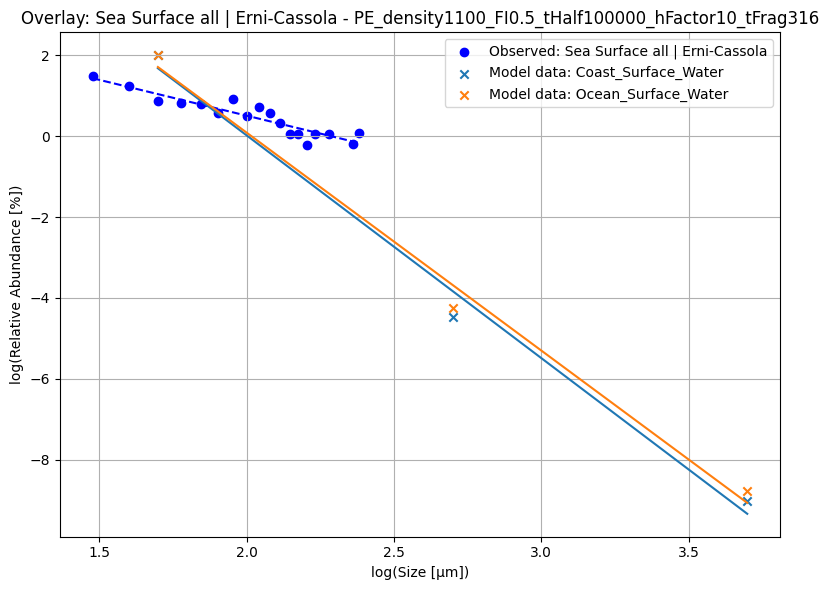 Overlay: Sea Surface all | Erni-Cassola - PE_density1100_FI0.5_tHalf100000_hFactor10_tFrag316
Observed: Sea Surface all | Erni-Cassola
Model data: Coast_Surface_Water
Model data: Ocean_Surface_Water
log(Relative Abundance [%])
2
0
−2
−4
−6
−8
1.5
2.0
2.5
3.0
3.5
log(Size [μm])